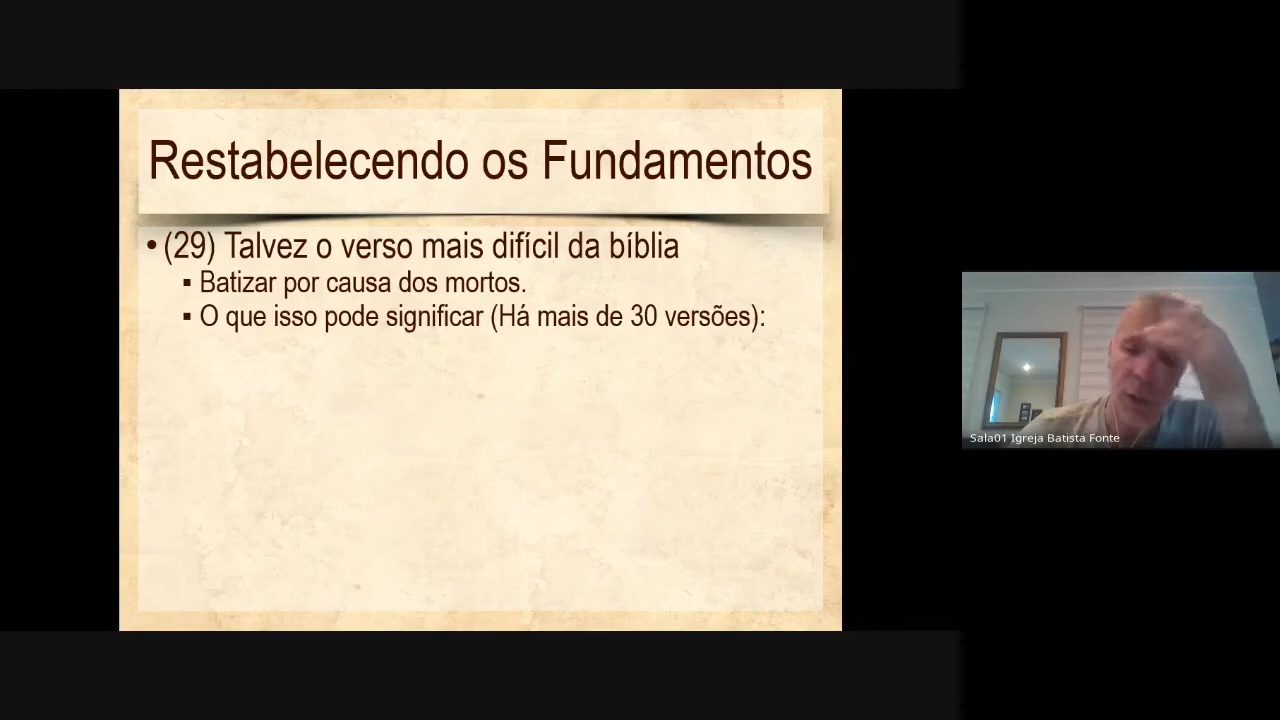 Restabelecendo os Fundamentos
• (29) Talvez o verso mais difícil da bíblia
▪ Batizar por causa dos mortos.
▪ O que isso pode significar (Há mais de 30 versões):
Sala01 Igreja Batista Fonte